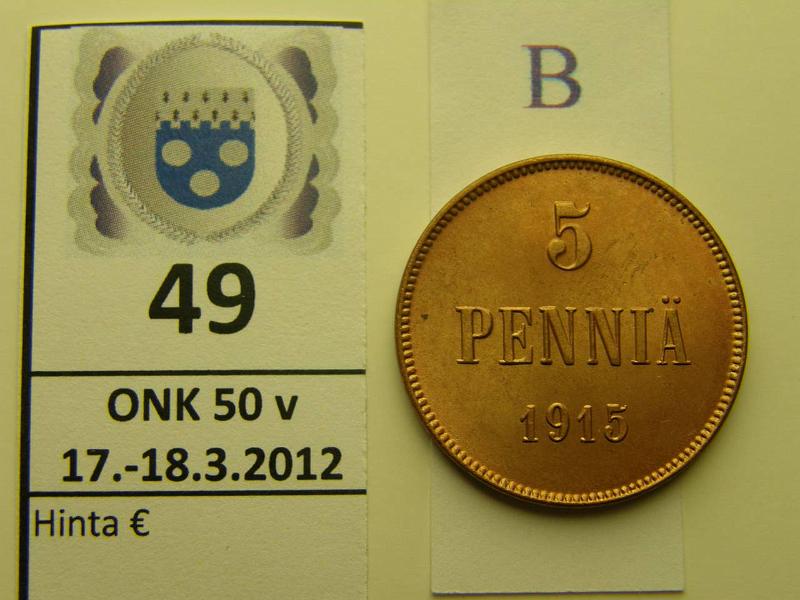 49
ONK 50 v
17.-18.3.2012
Hinta €
B
5
PENNIÄ
1915